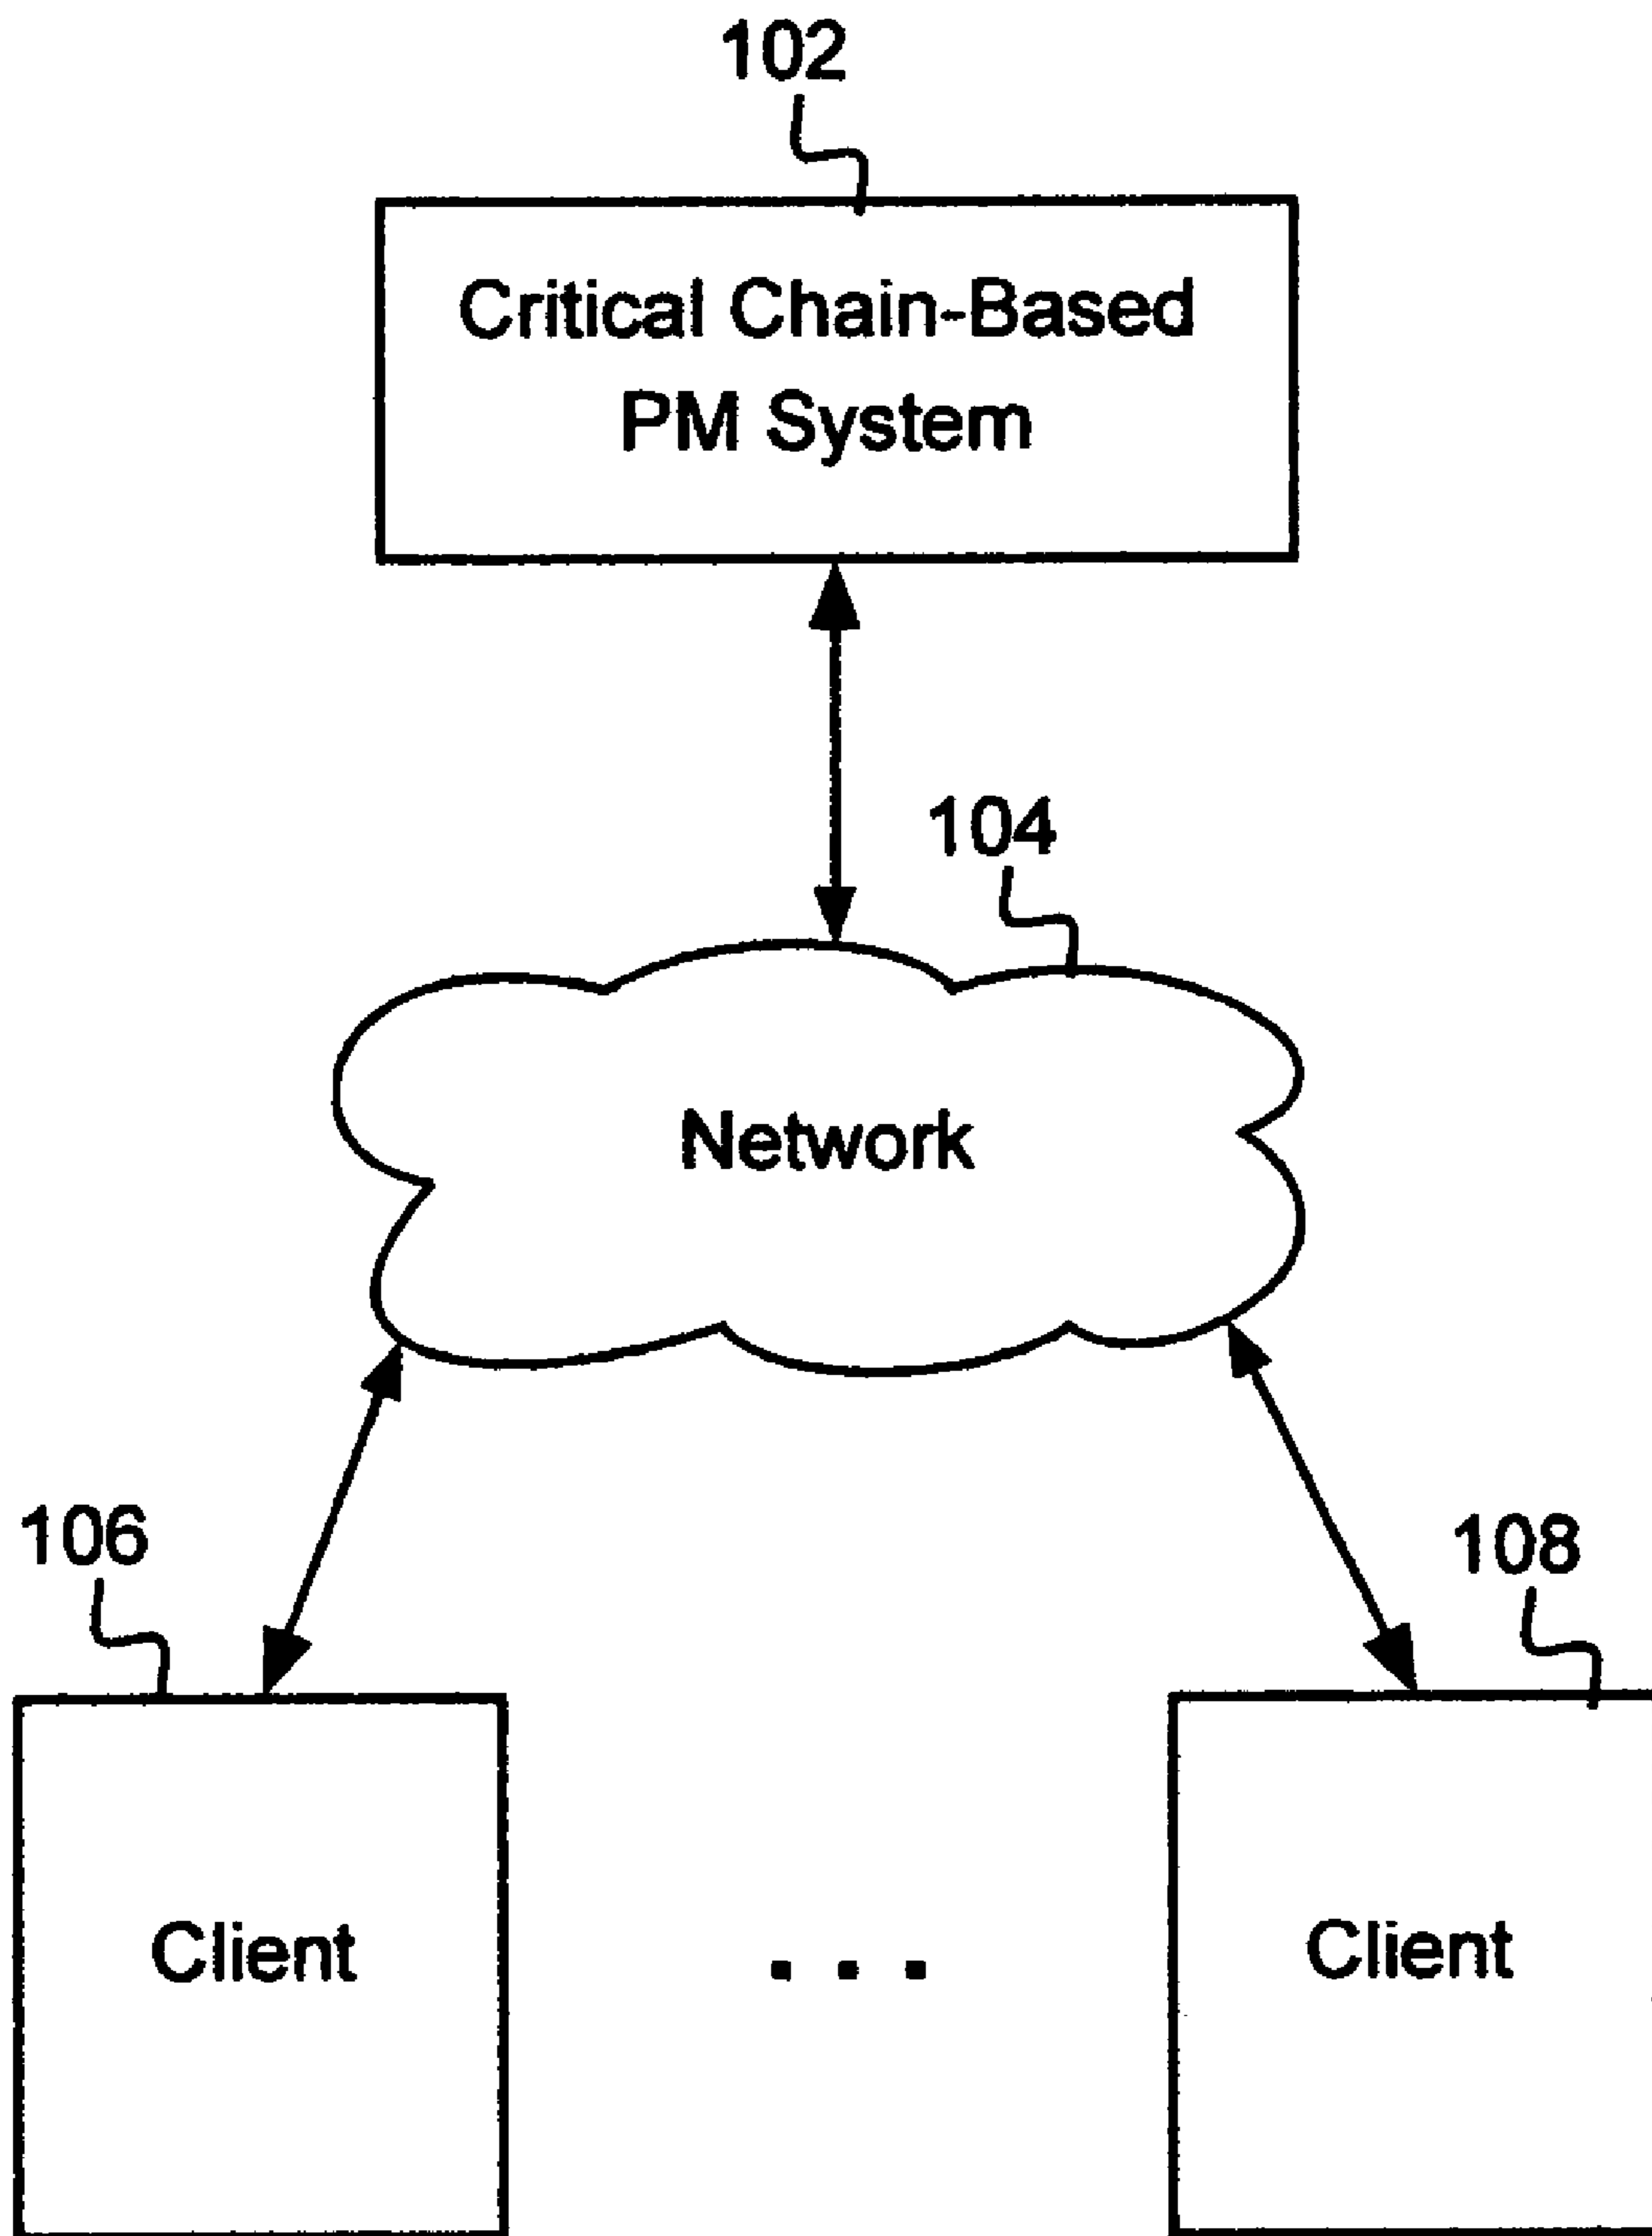 102
Critical Chain-Based
PM System
104
Network
106
108
Client
...
Client